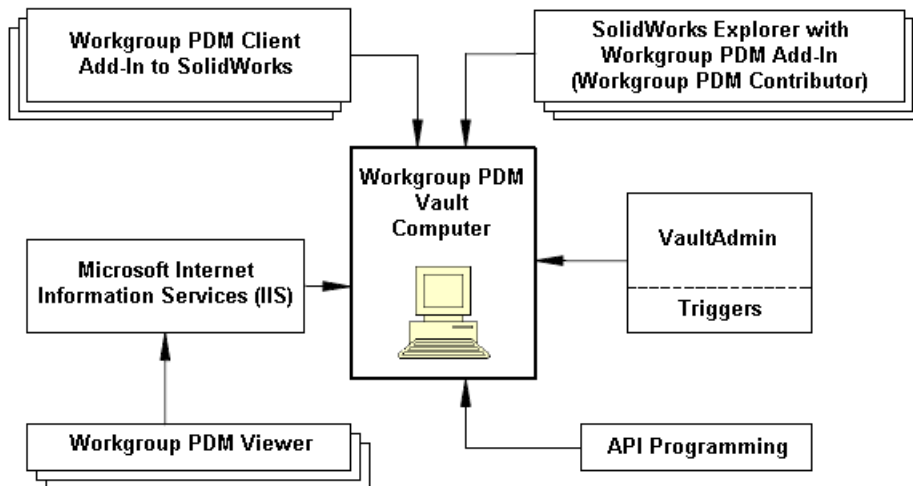 Workgroup PDM Client
Add-In to SolidWorks
SolidWorks Explorer with
Workgroup PDM Add-In
(Workgroup PDM Contributor)
Workgroup PDM
Vault
Computer
VaultAdmin
Triggers
Microsoft Internet
Information Services (IIS)
Workgroup PDM Viewer
API Programming